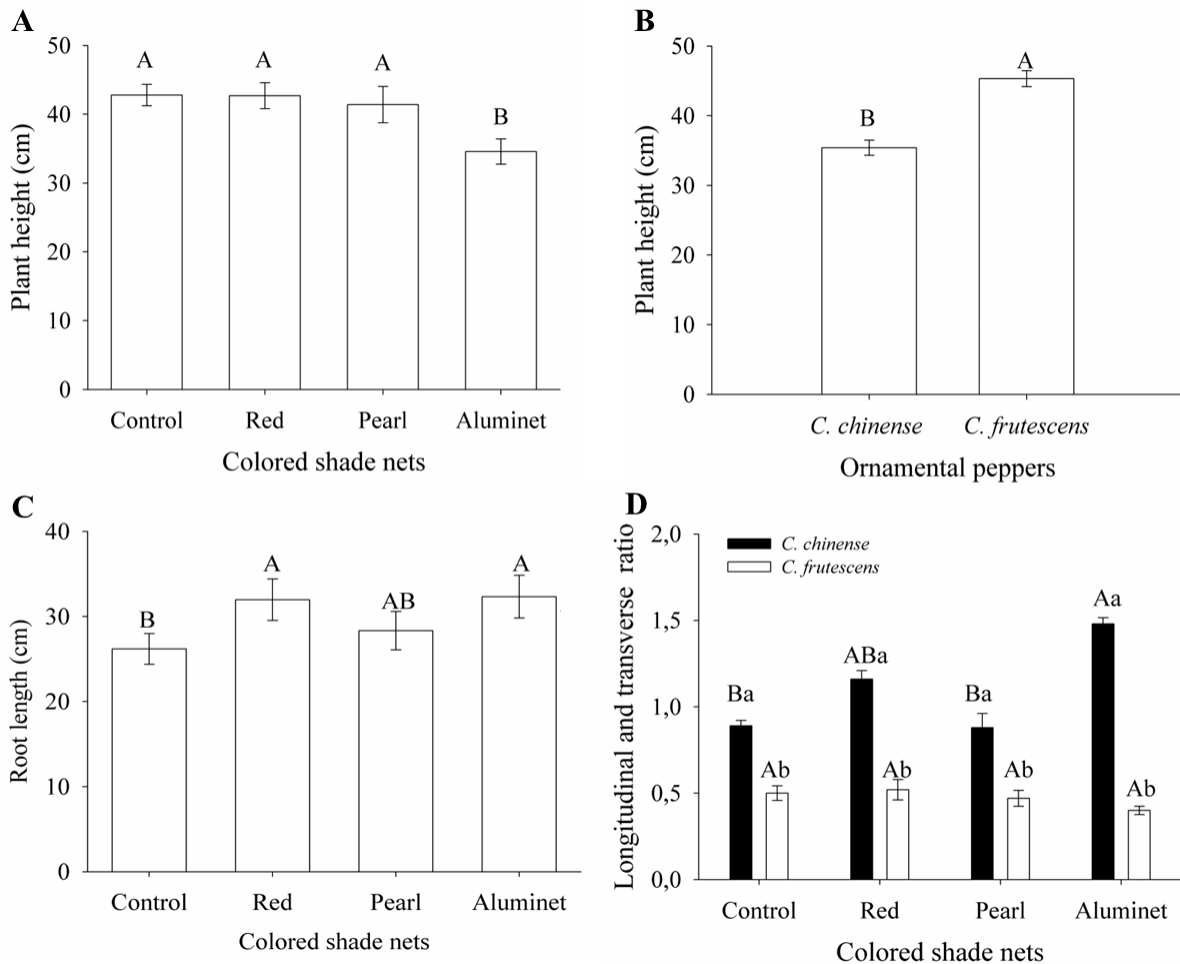 A
50
40
30
20
10
0
Plant height (cm)
A
A
A
B
Control Red Pearl Aluminet
Colored shade nets
B
50
40
30
20
10
0
Plant height (cm)
B
A
C. chinense C. frutescens
Ornamental peppers
C
40
30
20
10
0
Root length (cm)
B
A
AB
A
Control Red Pearl Aluminet
Colored shade nets
D
2,0
1,5
1,0
0,5
0,0
Longitudinal and transverse ratio
C. chinense
C. frutescens
Ba
Ab
ABa
Ab
Ba
Ab
Aa
Ab
Control Red Pearl Aluminet
Colored shade nets